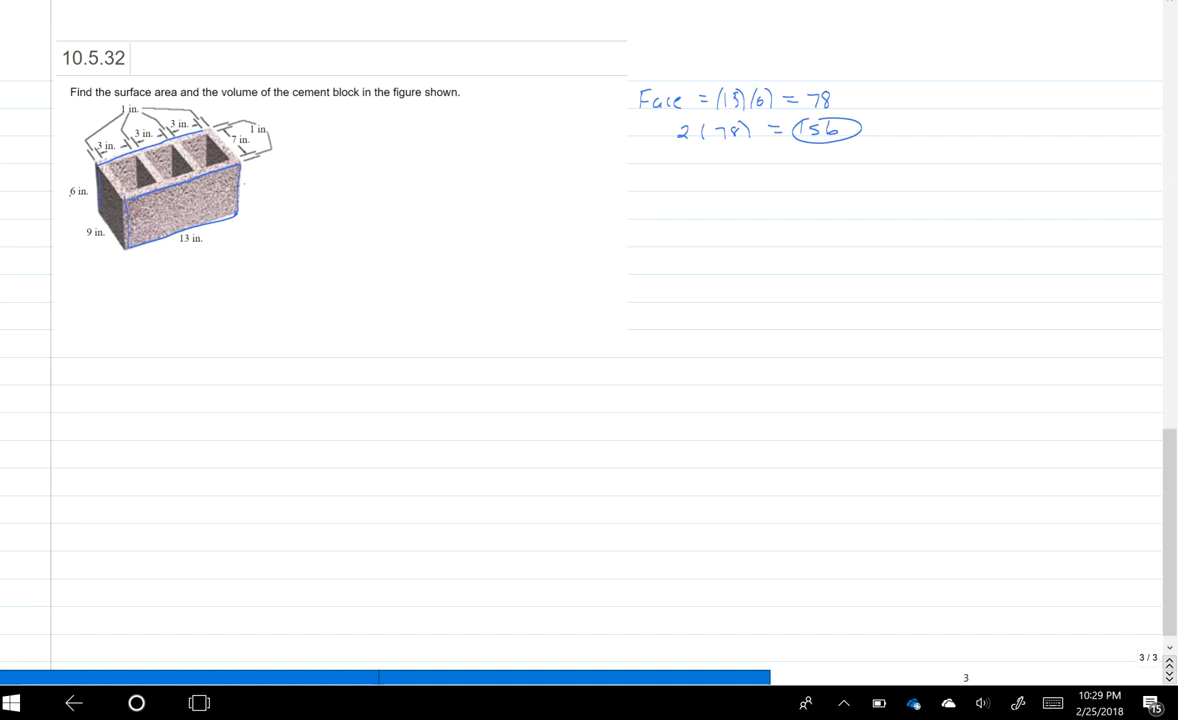 10.5.32
Find the surface area and the volume of the cement block in the figure shown.
1 in.
3 in.
3 in.
3 in.
1 in.
7 in.
6 in.
9 in.
13 in.
Face = (13)(6) = 78
2(78) = 156
3 / 3
3
10:29 PM
2/25/2018
15